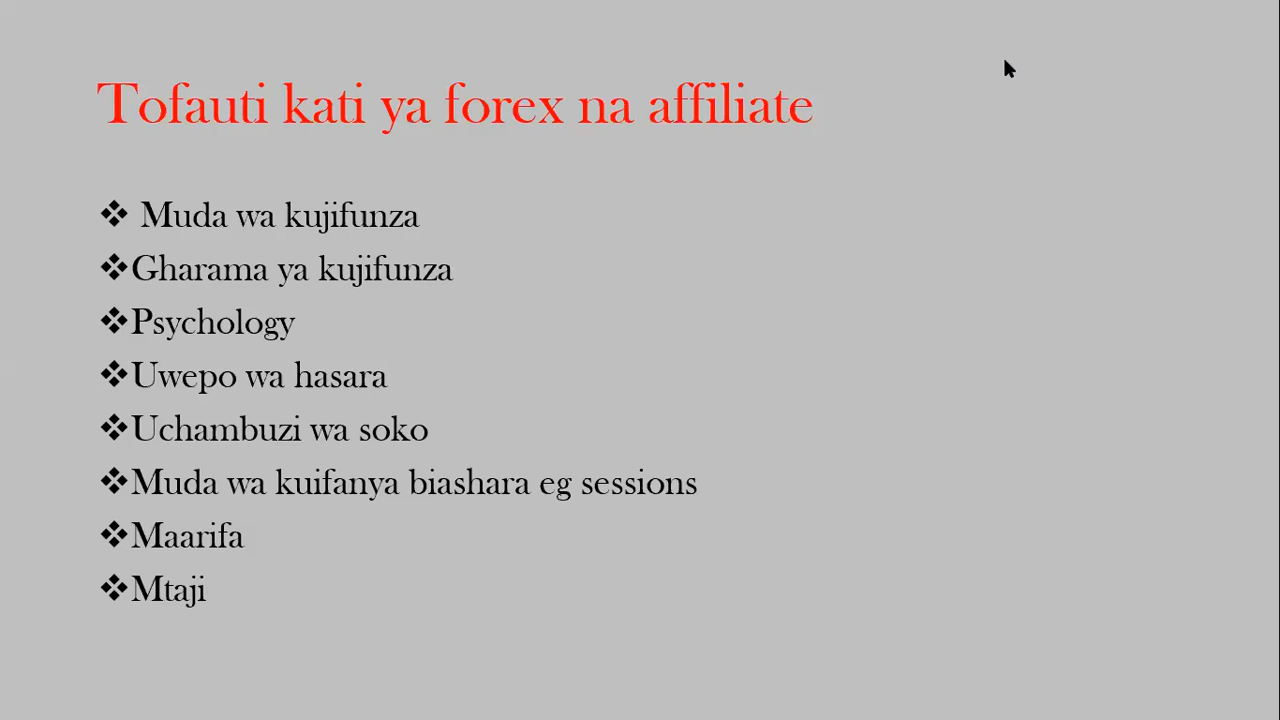 Tofauti kati ya forex na affiliate
❖ Muda wa kujifunza
❖Gharama ya kujifunza
❖Psychology
❖Uwepo wa hasara
❖Uchambuzi wa soko
❖Muda wa kuifanya biashara eg sessions
❖Maarifa
❖Mtaji